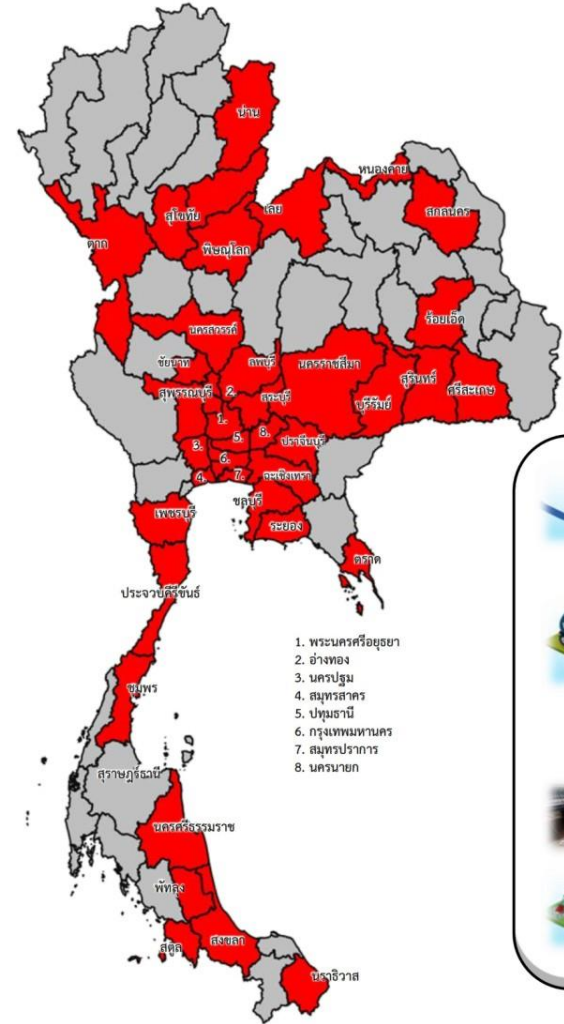 น่าน
หนองคาย
เลย
สกลนคร
สุโขทัย
ตาก
พิษณุโลก
ร้อยเอ็ด
นครสวรรค์
ชัยนาท
ลพบุรี
นครราชสีมา
สุรินทร์
ศรีสะเกษ
บุรีรัมย์
สุพรรณบุรี
2.
สระบุรี
1.
5.
8.
ปราจีนบุรี
3.
6.
4.
7.
ฉะเชิงเทรา
ชลบุรี
เพชรบุรี
ระยอง
ตราด
ประจวบคีรีขันธ์
1. พระนครศรีอยุธยา
2. อ่างทอง
3. นครปฐม
4. สมุทรสาคร
5. ปทุมธานี
6. กรุงเทพมหานคร
7. สมุทรปราการ
8. นครนายก
ชุมพร
สุราษฎร์ธานี
นครศรีธรรมราช
พัทลุง
สตูล
สงขลา
นราธิวาส